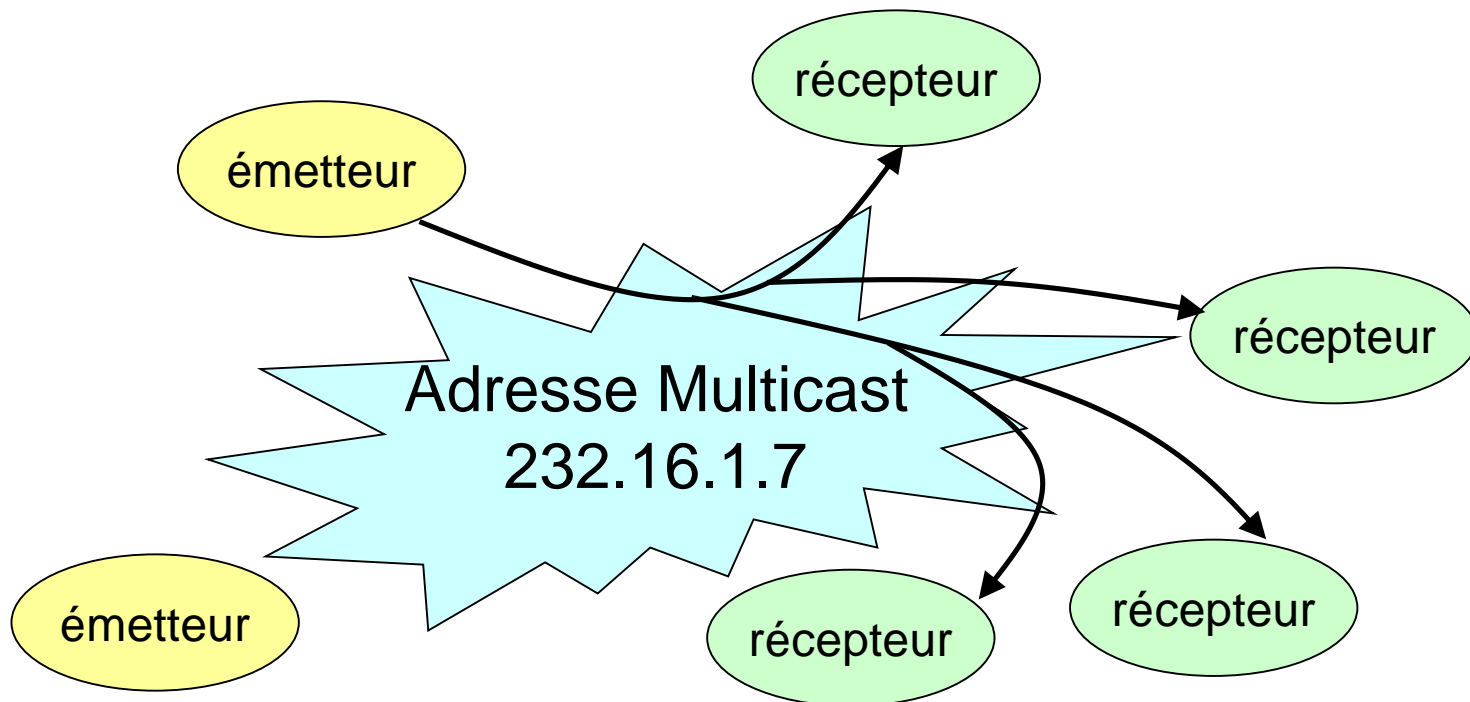 récepteur
émetteur
récepteur
Adresse Multicast
232.16.1.7
émetteur
récepteur
récepteur